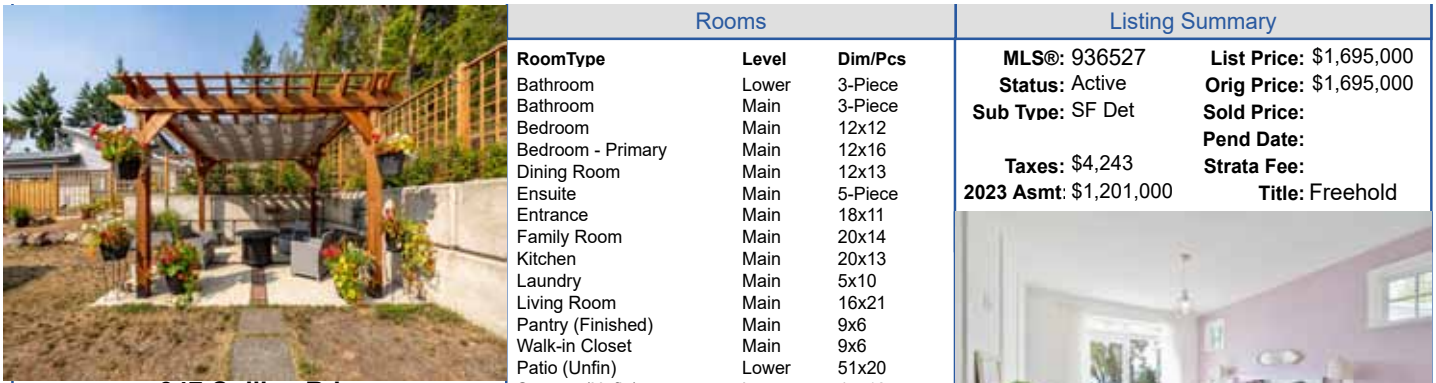 Rooms
RoomType Level Dim/Pcs
Bathroom Lower 3-Piece
Bathroom Main 3-Piece
Bedroom Main 12x12
Bedroom - Primary Main 12x16
Dining Room Main 12x13
Ensuite Main 5-Piece
Entrance Main 18x11
Family Room Main 20x14
Kitchen Main 20x13
Laundry Main 5x10
Living Room Main 16x21
Pantry (Finished) Main 9x6
Walk-in Closet Main 9x6
Patio (Unfin) Lower 51x20
Listing Summary
MLS®: 936527 List Price: $1,695,000
Status: Active Orig Price: $1,695,000
Sub Type: SF Det Sold Price:
Pend Date:
Taxes: $4,243 Strata Fee:
2023 Asmt: $1,201,000 Title: Freehold